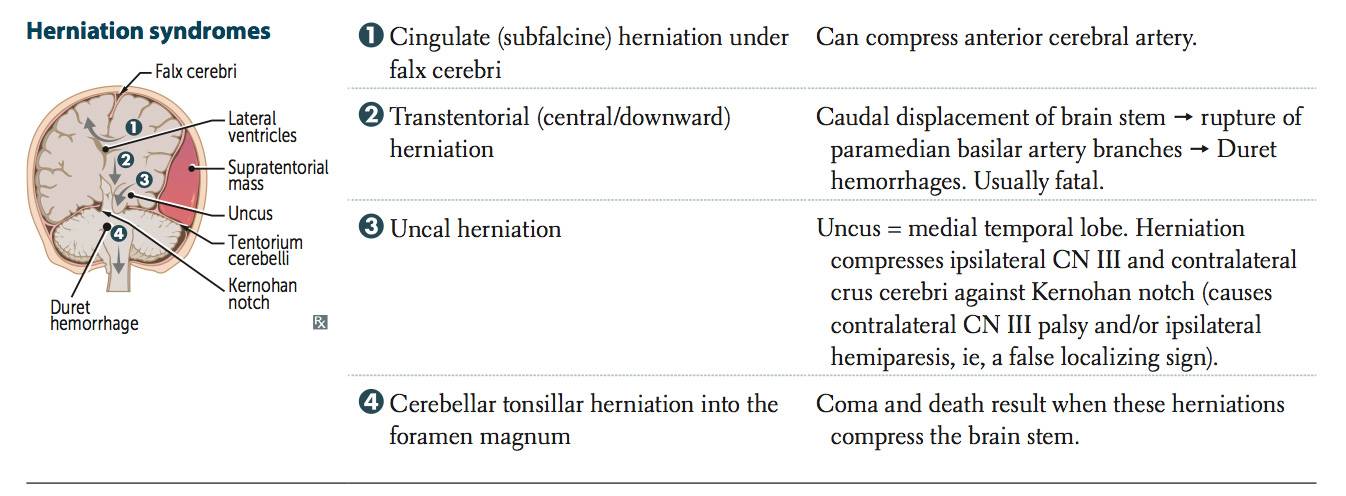 Herniation syndromes
Falx cerebri
Lateral
ventricles
Supratentorial
mass
Uncus
Tentorium
cerebelli
Kernohan
notch
Duret
hemorrhage
1
2
3
4
Rx
1 Cingulate (subfalcine) herniation under
falx cerebri
Can compress anterior cerebral artery.
2 Transtentorial (central/downward)
herniation
Caudal displacement of brain stem → rupture of
paramedian basilar artery branches → Duret
hemorrhages. Usually fatal.
3 Uncal herniation
Uncus = medial temporal lobe. Herniation
compresses ipsilateral CN III and contralateral
crus cerebri against Kernohan notch (causes
contralateral CN III palsy and/or ipsilateral
hemiparesis, ie, a false localizing sign).
4 Cerebellar tonsillar herniation into the
foramen magnum
Coma and death result when these herniations
compress the brain stem.